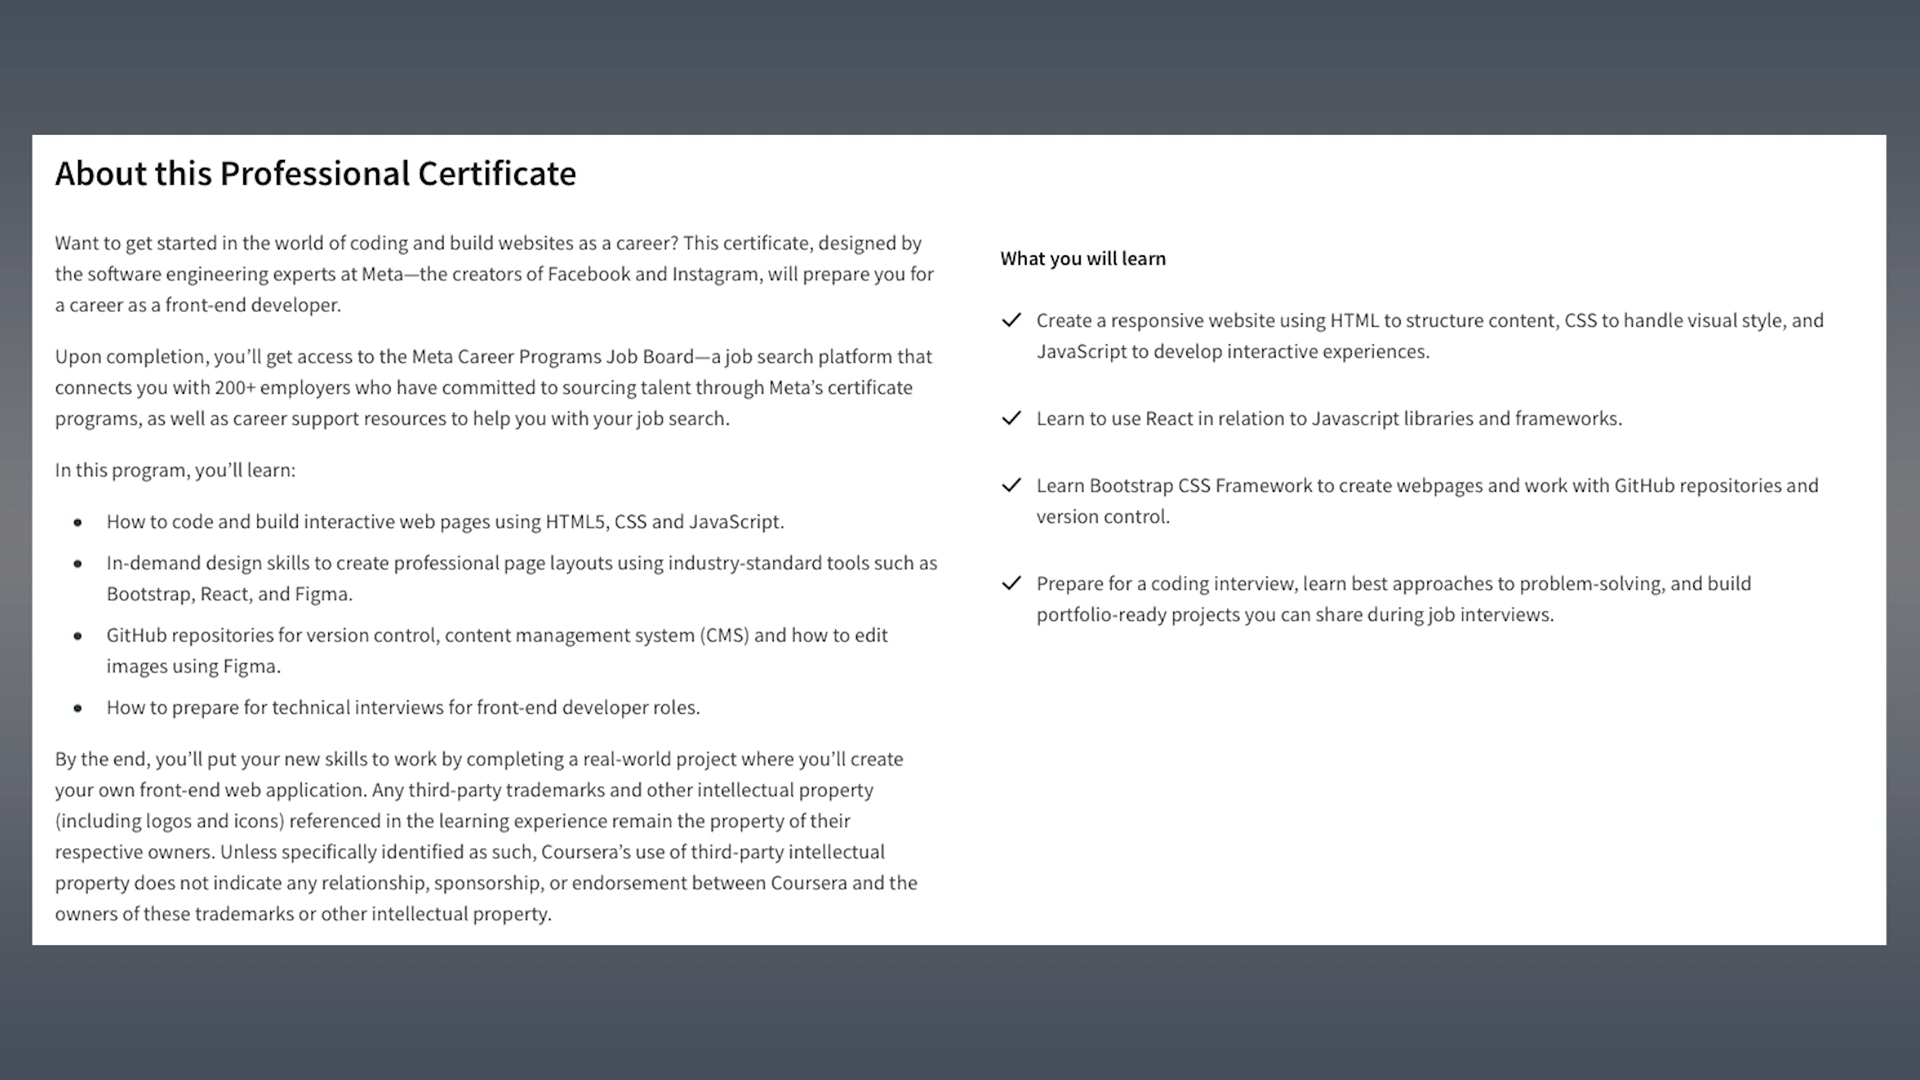 About this Professional Certificate
Want to get started in the world of coding and build websites as a career? This certificate, designed by
the software engineering experts at Meta—the creators of Facebook and Instagram, will prepare you for
a career as a front-end developer.
Upon completion, you’ll get access to the Meta Career Programs Job Board—a job search platform that
connects you with 200+ employers who have committed to sourcing talent through Meta’s certificate
programs, as well as career support resources to help you with your job search.
In this program, you’ll learn:
• How to code and build interactive web pages using HTML5, CSS and JavaScript.
• In-demand design skills to create professional page layouts using industry-standard tools such as
Bootstrap, React, and Figma.
• GitHub repositories for version control, content management system (CMS) and how to edit
images using Figma.
• How to prepare for technical interviews for front-end developer roles.
By the end, you’ll put your new skills to work by completing a real-world project where you’ll create
your own front-end web application. Any third-party trademarks and other intellectual property
(including logos and icons) referenced in the learning experience remain the property of their
respective owners. Unless specifically identified as such, Coursera’s use of third-party intellectual
property does not indicate any relationship, sponsorship, or endorsement between Coursera and the
owners of these trademarks or other intellectual property.
What you will learn
✓ Create a responsive website using HTML to structure content, CSS to handle visual style, and
JavaScript to develop interactive experiences.
✓ Learn to use React in relation to Javascript libraries and frameworks.
✓ Learn Bootstrap CSS Framework to create webpages and work with GitHub repositories and
version control.
✓ Prepare for a coding interview, learn best approaches to problem-solving, and build
portfolio-ready projects you can share during job interviews.